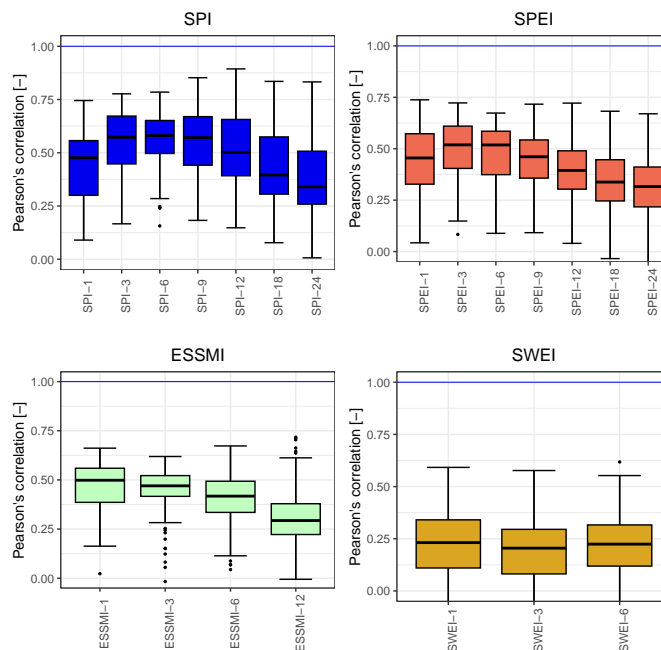 SPI
Pearson's correlation [−]
1.00
0.75
0.50
0.25
0.00
SPI−1
SPI−3
SPI−6
SPI−9
SPI−12
SPI−18
SPI−24
SPEI
Pearson's correlation [−]
1.00
0.75
0.50
0.25
0.00
SPEI−1
SPEI−3
SPEI−6
SPEI−9
SPEI−12
SPEI−18
SPEI−24
ESSMI
Pearson's correlation [−]
1.00
0.75
0.50
0.25
0.00
ESSMI−1
ESSMI−3
ESSMI−6
ESSMI−12
SWEI
Pearson's correlation [−]
1.00
0.75
0.50
0.25
0.00
SWEI−1
SWEI−3
SWEI−6